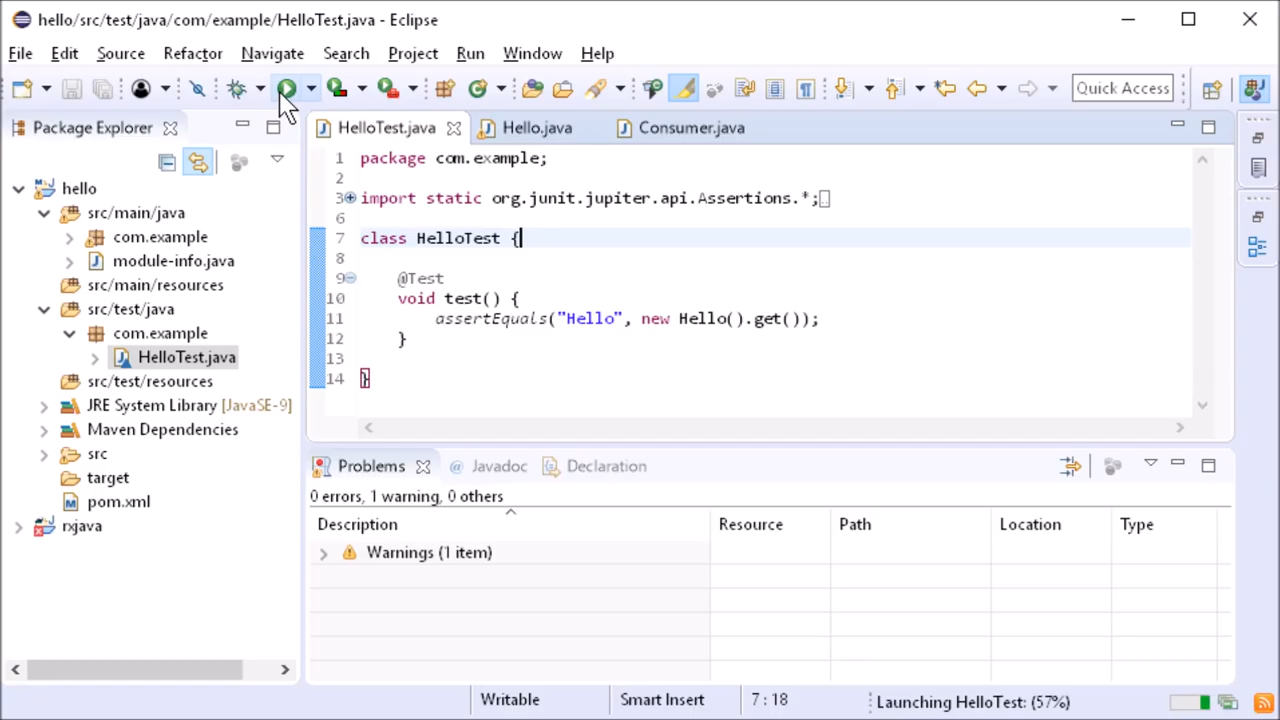 hello/src/test/java/com/example/HelloTest.java - Eclipse
File Edit Source Refactor Navigate Search Project Run Window Help
Quick Access
Package Explorer
hello
src/main/java
com.example
module-info.java
src/main/resources
src/test/java
com.example
HelloTest.java
src/test/resources
JRE System Library [JavaSE-9]
Maven Dependencies
src
target
pom.xml
rxjava
HelloTest.java Hello.java Consumer.java
1 package com.example;
2
3 import static org.junit.jupiter.api.Assertions.*;
6
7 class HelloTest {
8
9 @Test
10 void test() {
11 assertEquals("Hello", new Hello().get());
12 }
13
14 }
Problems Javadoc Declaration
0 errors, 1 warning, 0 others
Description Resource Path Location Type
Warnings (1 item)
Writable Smart Insert 7 : 18 Launching HelloTest: (57%)